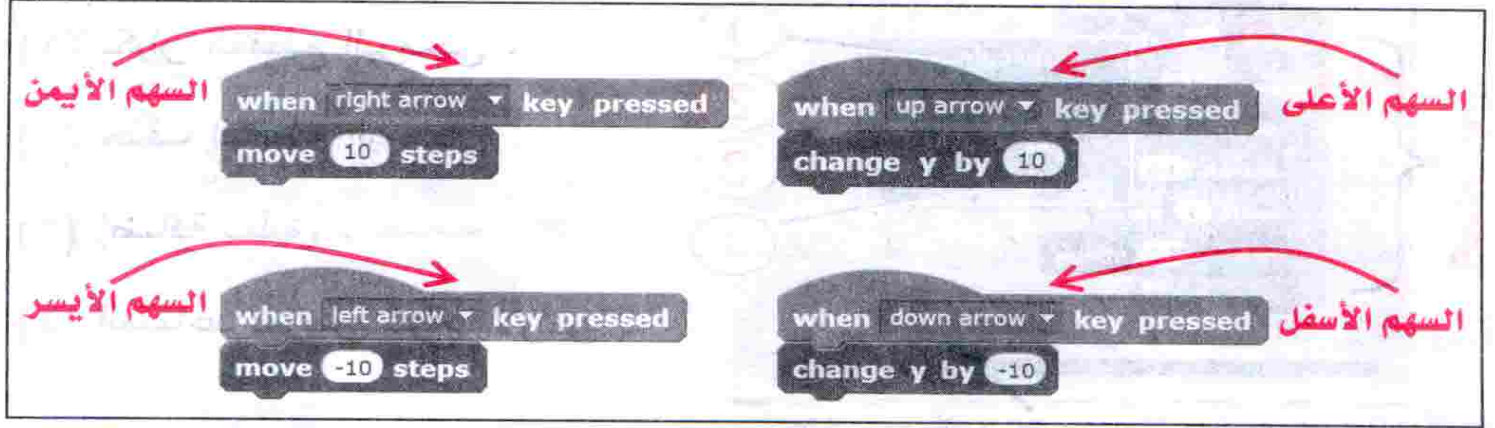 السهم الأيمن
when right arrow key pressed
move 10 steps
when up arrow key pressed
change y by 10
السهم الأعلى
السهم الأيسر
when left arrow key pressed
move -10 steps
when down arrow key pressed
change y by -10
السهم الأسفل